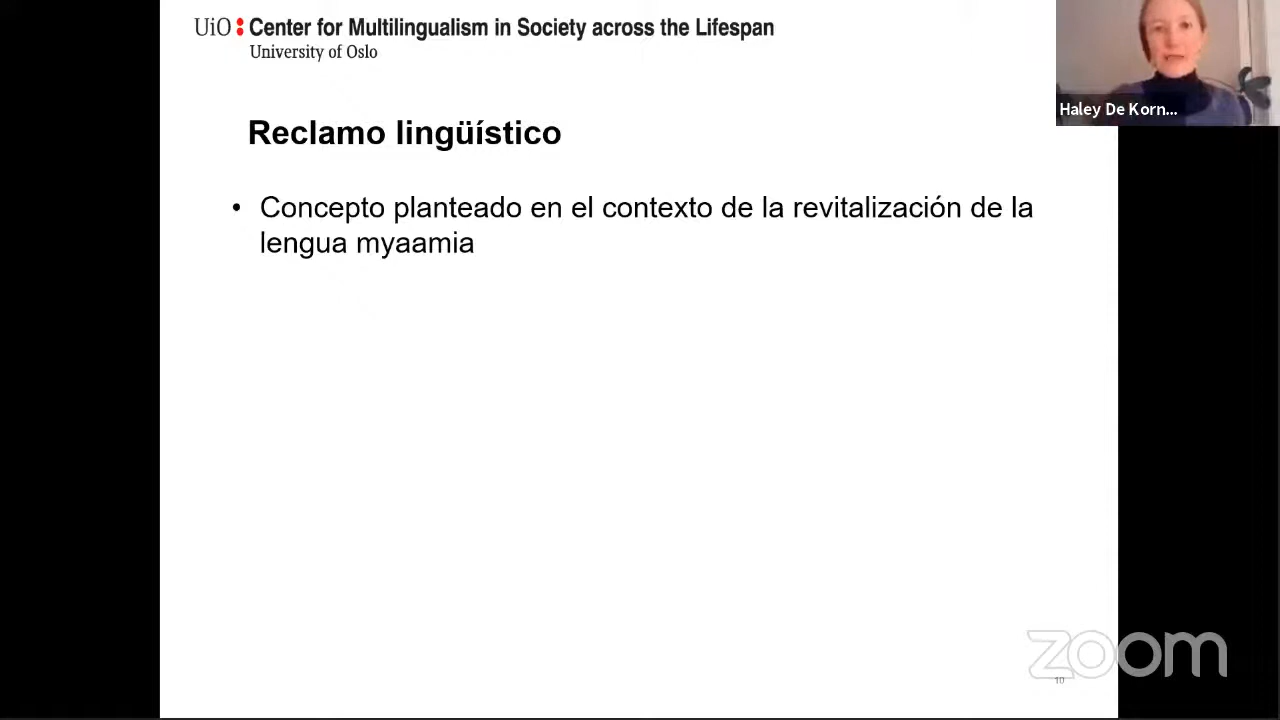 UiO : Center for Multilingualism in Society across the Lifespan
University of Oslo
Haley De Korn...
Reclamo lingüístico
• Concepto planteado en el contexto de la revitalización de la
lengua myaamia
zoom
10